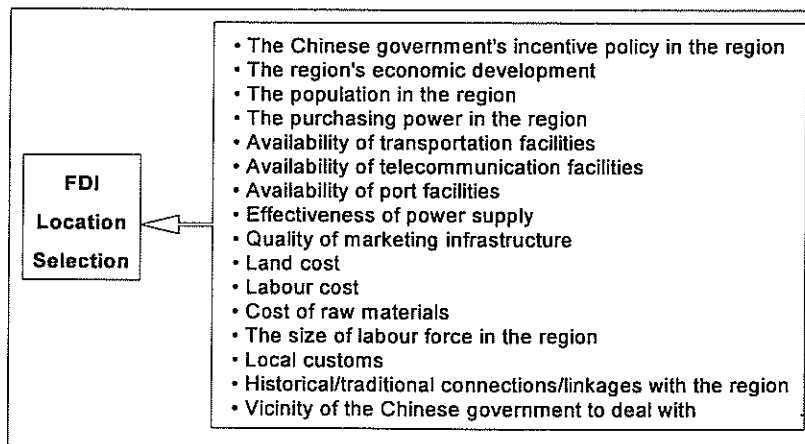 FDI
Location
Selection
• The Chinese government's incentive policy in the region
• The region's economic development
• The population in the region
• The purchasing power in the region
• Availability of transportation facilities
• Availability of telecommunication facilities
• Availability of port facilities
• Effectiveness of power supply
• Quality of marketing infrastructure
• Land cost
• Labour cost
• Cost of raw materials
• The size of labour force in the region
• Local customs
• Historical/traditional connections/linkages with the region
• Vicinity of the Chinese government to deal with